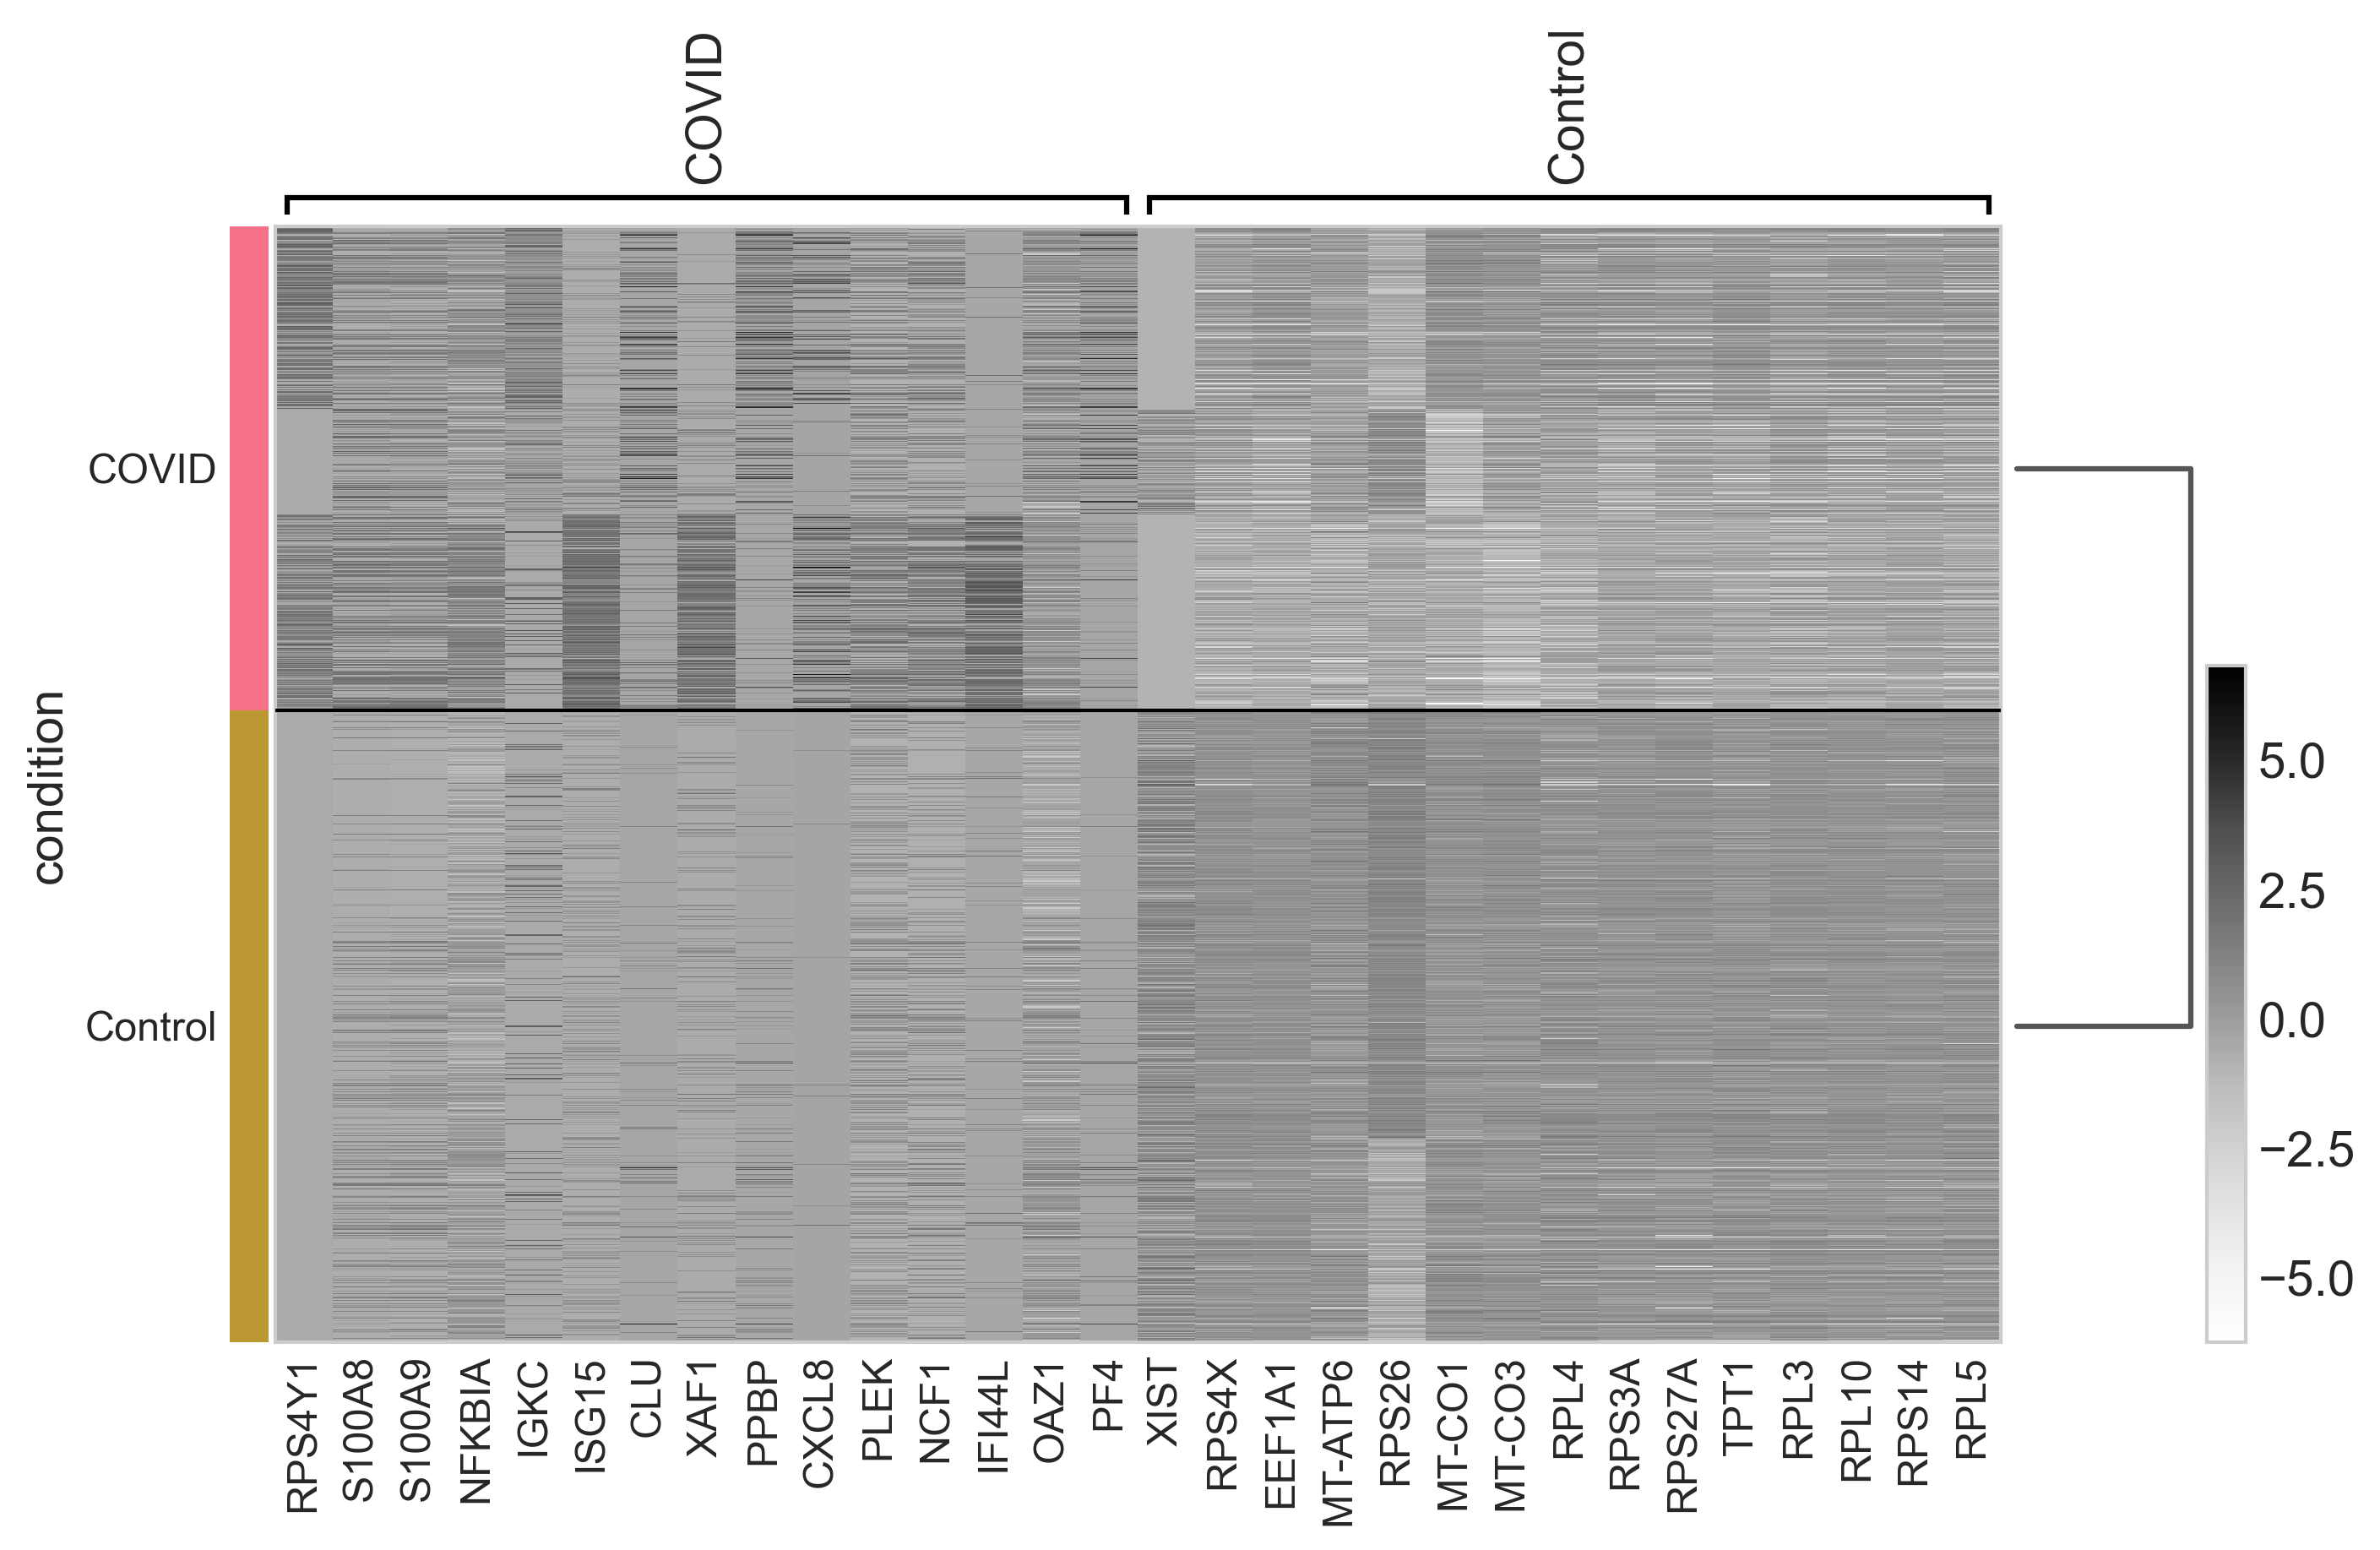 COVID
Control
COVID
Control
condition
5.0
2.5
0.0
−2.5
−5.0
RPS4Y1
S100A8
S100A9
NFKBIA
IGKC
ISG15
CLU
XAF1
PPBP
CXCL8
PLEK
NCF1
IFI44L
OAZ1
PF4
XIST
RPS4X
EEF1A1
MT-ATP6
RPS26
MT-CO1
MT-CO3
RPL4
RPS3A
RPS27A
TPT1
RPL3
RPL10
RPS14
RPL5